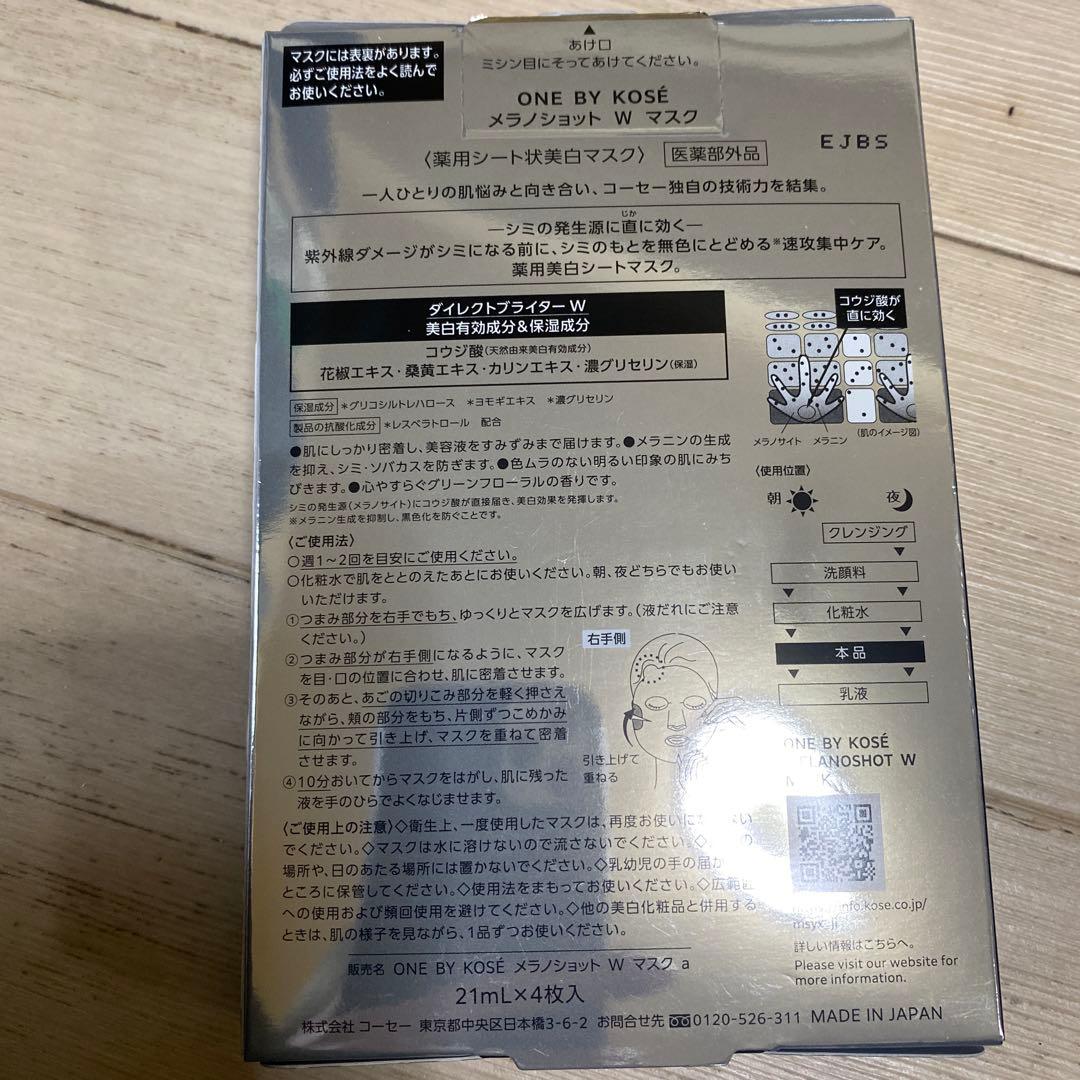 マスクには表裏があります。
必ずご使用法をよく読んで
お使いください。
▲
あけ口
ミシン目にそってあけてください。
ONE BY KOSÉ
メラノショット W マスク
EJBS
〈薬用シート状美白マスク〉 医薬部外品
一人ひとりの肌悩みと向き合い、コーセー独自の技術力を結集。
じか
―シミの発生源に直に効く―
紫外線ダメージがシミになる前に、シミのもとを無色にとどめる※速攻集中ケア。
薬用美白シートマスク。
ダイレクトブライター W
美白有効成分&保湿成分
コウジ酸(天然由来美白有効成分)
花椒エキス・桑黄エキス・カリンエキス・濃グリセリン(保湿)
コウジ酸が
直に効く
メラノサイト メラニン (肌のイメージ図)
保湿成分 *グリコシルトレハロース *ヨモギエキス *濃グリセリン
製品の抗酸化成分 *レスベラトロール 配合
●肌にしっかり密着し、美容液をすみずみまで届けます。●メラニンの生成
を抑え、シミ・ソバカスを防ぎます。●色ムラのない明るい印象の肌にみち
びきます。●心やすらぐグリーンフローラルの香りです。
シミの発生源(メラノサイト)にコウジ酸が直接届き、美白効果を発揮します。
※メラニン生成を抑制し、黒色化を防ぐことです。
〈ご使用法〉
○週1~2回を目安にご使用ください。
○化粧水で肌をととのえたあとにお使いください。朝、夜どちらでもお使い
いただけます。
①つまみ部分を右手でもち、ゆっくりとマスクを広げます。(液だれにご注意
ください。)
②つまみ部分が右手側になるように、マスク
を目・口の位置に合わせ、肌に密着させます。
③そのあと、あごの切りこみ部分を軽く押さえ
ながら、頬の部分をもち、片側ずつこめかみ
に向かって引き上げ、マスクを重ねて密着
させます。
④10分おいてからマスクをはがし、肌に残った
液を手のひらでよくなじませます。
右手側
引き上げて
重ねる
〈使用位置〉
朝 夜
クレンジング
▼
洗顔料
▼ ▼
化粧水
▼ ▼
本品
▼ ▼
乳液
〈ご使用上の注意〉◇衛生上、一度使用したマスクは、再度お使いに
でください。◇マスクは水に溶けないので流さないでください。◇
場所や、日のあたる場所には置かないでください。◇乳幼児の手の届か
ところに保管してください。◇使用法をまもってお使いください。◇広範囲
への使用および頻回使用を避けてください。◇他の美白化粧品と併用する
ときは、肌の様子を見ながら、1品ずつお使いください。
ONE BY KOSÉ
W
info.kose.co.jp/
詳しい情報はこちらへ。
Please visit our website for
more information.
販売名 ONE BY KOSÉ メラノショット W マスク a
21mL×4枚入
株式会社 コーセー 東京都中央区日本橋3-6-2 お問合せ先 0120-526-311 MADE IN JAPAN